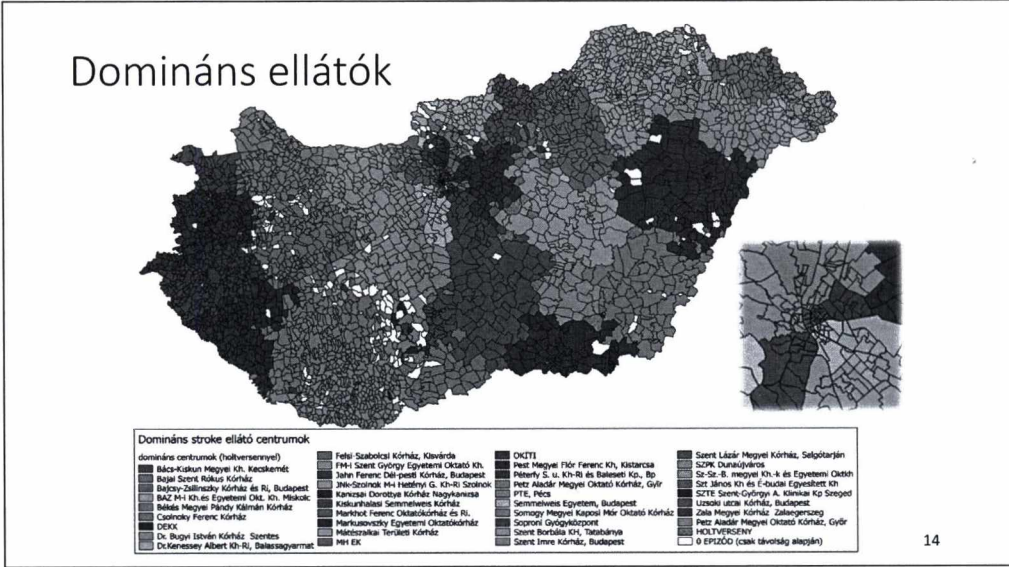 Domináns ellátók
Domináns stroke ellátó centrumok
domináns centrumok (holtversennyel)
Bács-Kiskun Megyei Kh. Kecskemét
Bajai Szent Rókus Kórház
Bajcsy-Zsilinszky Kórház és Ri, Budapest
BAZ M-i Kh.és Egyetemi Okt. Kh. Miskolc
Békés Megyei Pándy Kálmán Kórház
Csolnoky Ferenc Kórház
DEKK
Dr. Bugyi István Kórház Szentes
Dr.Kenessey Albert Kh-Ri, Balassagyarmat
Felsi-Szabolcsi Kórház, Kisvárda
FM-i Szent György Egyetemi Oktató Kh.
Jahn Ferenc Dél-pesti Kórház, Budapest
JNk-Szolnok M-i Hetényi G. Kh-Ri Szolnok
Kanizsai Dorottya Kórház Nagykanizsa
Kiskunhalasi Semmelweis Kórház
Markhot Ferenc Oktatókórház és Ri.
Markusovszky Egyetemi Oktatókórház
Mátészalkai Területi Kórház
MH EK
OKITI
Pest Megyei Flór Ferenc Kh, Kistarcsa
Péterfy S. u. Kh-Ri és Baleseti Kp., Bp
Petz Aladár Megyei Oktató Kórház, Gyir
PTE, Pécs
Semmelweis Egyetem, Budapest
Somogy Megyei Kaposi Mór Oktató Kórház
Soproni Gyógyközpont
Szent Borbála KH, Tatabánya
Szent Imre Kórház, Budapest
Szent Lázár Megyei Kórház, Selgótarján
SZPK Dunaújváros
Sz-Sz.-B. megyei Kh.-k és Egyetemi Oktkh
Szt János Kh és É-budai Egyesített Kh
SZTE Szent-Györgyi A. Klinikai Kp Szeged
Uzsoki utcai Kórház, Budapest
Zala Megyei Kórház Zalaegerszeg
Petz Aladár Megyei Oktató Kórház, Győr
HOLTVERSENY
0 EPIZÓD (csak távolság alapján)
14